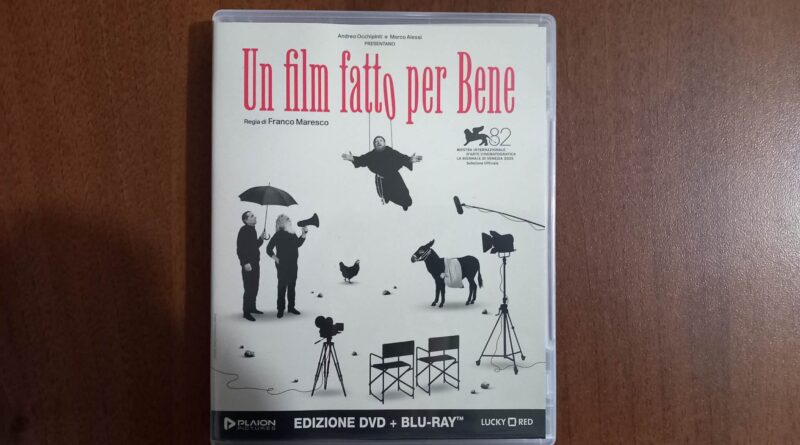 Andrea Occhipinti e Marco Alessi
PRESENTANO
Un film fatto per Bene
Regia di Franco Maresco
82
MOSTRA INTERNAZIONALE
D'ARTE CINEMATOGRAFICA
LA BIENNALE DI VENEZIA 2025
Selezione Ufficiale
PLAION
PICTURES
EDIZIONE DVD + BLU-RAY™
LUCKY RED